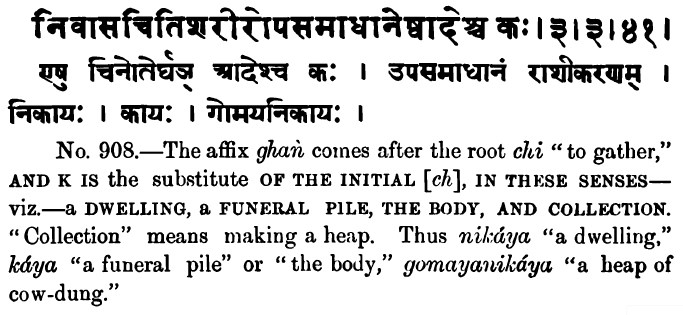 निवासचितिशरीरोपसमाधानेष्वादेश्च कः।३।३।४१।
एषु चिनोतेर्घञ् आदेश्च कः । उपसमाधानं राशीकरणम् ।
निकायः । कायः । गोमयनिकायः ।
No. 908.—The affix ghaǹ comes after the root chi “to gather,”
AND K IS the substitute OF THE INITIAL [ch], IN THESE SENSES—
viz.—a DWELLING, a FUNERAL PILE, THE BODY, AND COLLECTION.
“Collection” means making a heap. Thus nikáya “a dwelling,”
káya “a funeral pile” or “the body,” gomayanikáya “a heap of
cow-dung.”